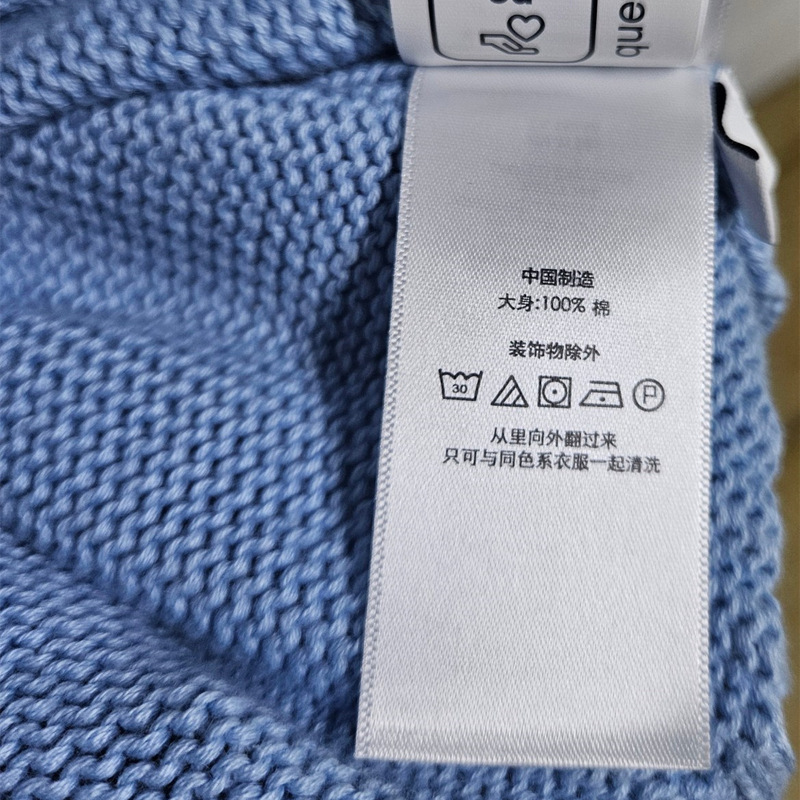 que
中国制造
大身:100% 棉
装饰物除外
30
P
从里向外翻过来
只可与同色系衣服一起清洗